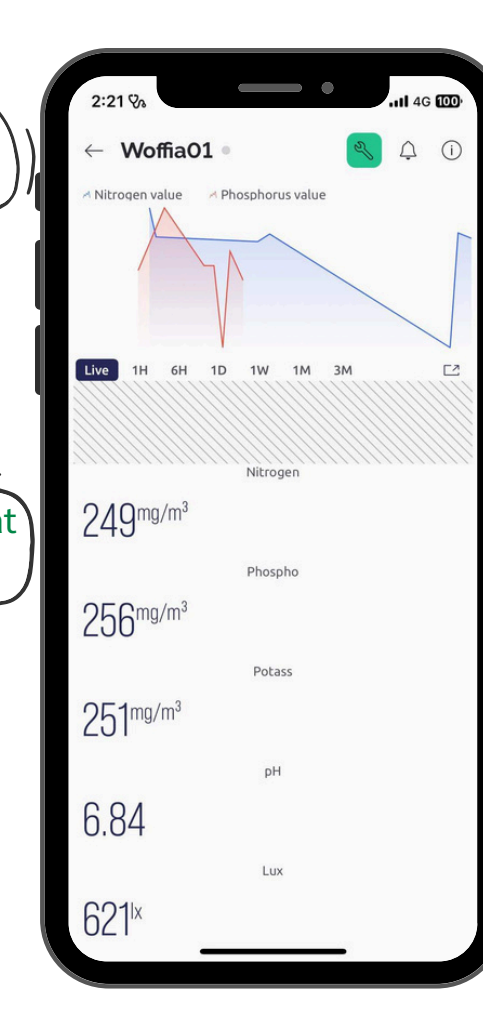 2:21 4G 100
Woffia01
Nitrogen value Phosphorus value
Live 1H 6H 1D 1W 1M 3M
Nitrogen
249mg/m³
Phospho
256mg/m³
Potass
251mg/m³
pH
6.84
Lux
621lx